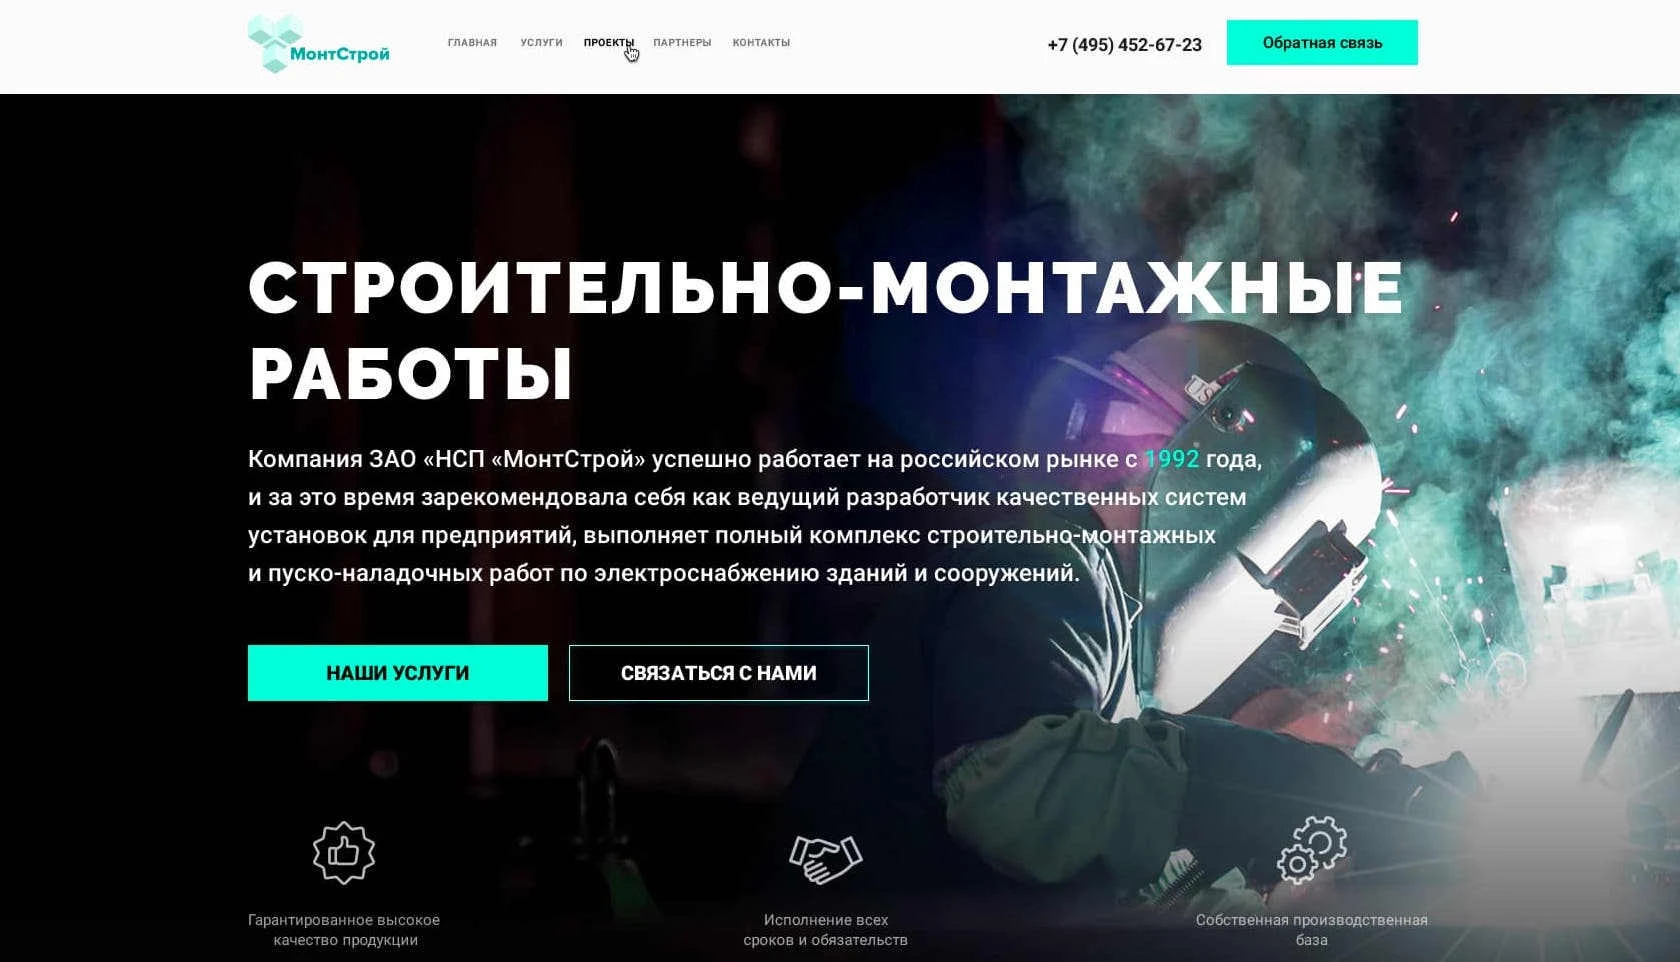 МонтСтрой
ГЛАВНАЯ УСЛУГИ ПРОЕКТЫ ПАРТНЕРЫ КОНТАКТЫ
+7 (495) 452-67-23
Обратная связь
СТРОИТЕЛЬНО-МОНТАЖНЫЕ
РАБОТЫ
Компания ЗАО «НСП «МонтСтрой» успешно работает на российском рынке с 1992 года,
и за это время зарекомендовала себя как ведущий разработчик качественных систем
установок для предприятий, выполняет полный комплекс строительно-монтажных
и пуско-наладочных работ по электроснабжению зданий и сооружений.
НАШИ УСЛУГИ
СВЯЗАТЬСЯ С НАМИ
Гарантированное высокое
качество продукции
Исполнение всех
сроков и обязательств
Собственная производственная
база